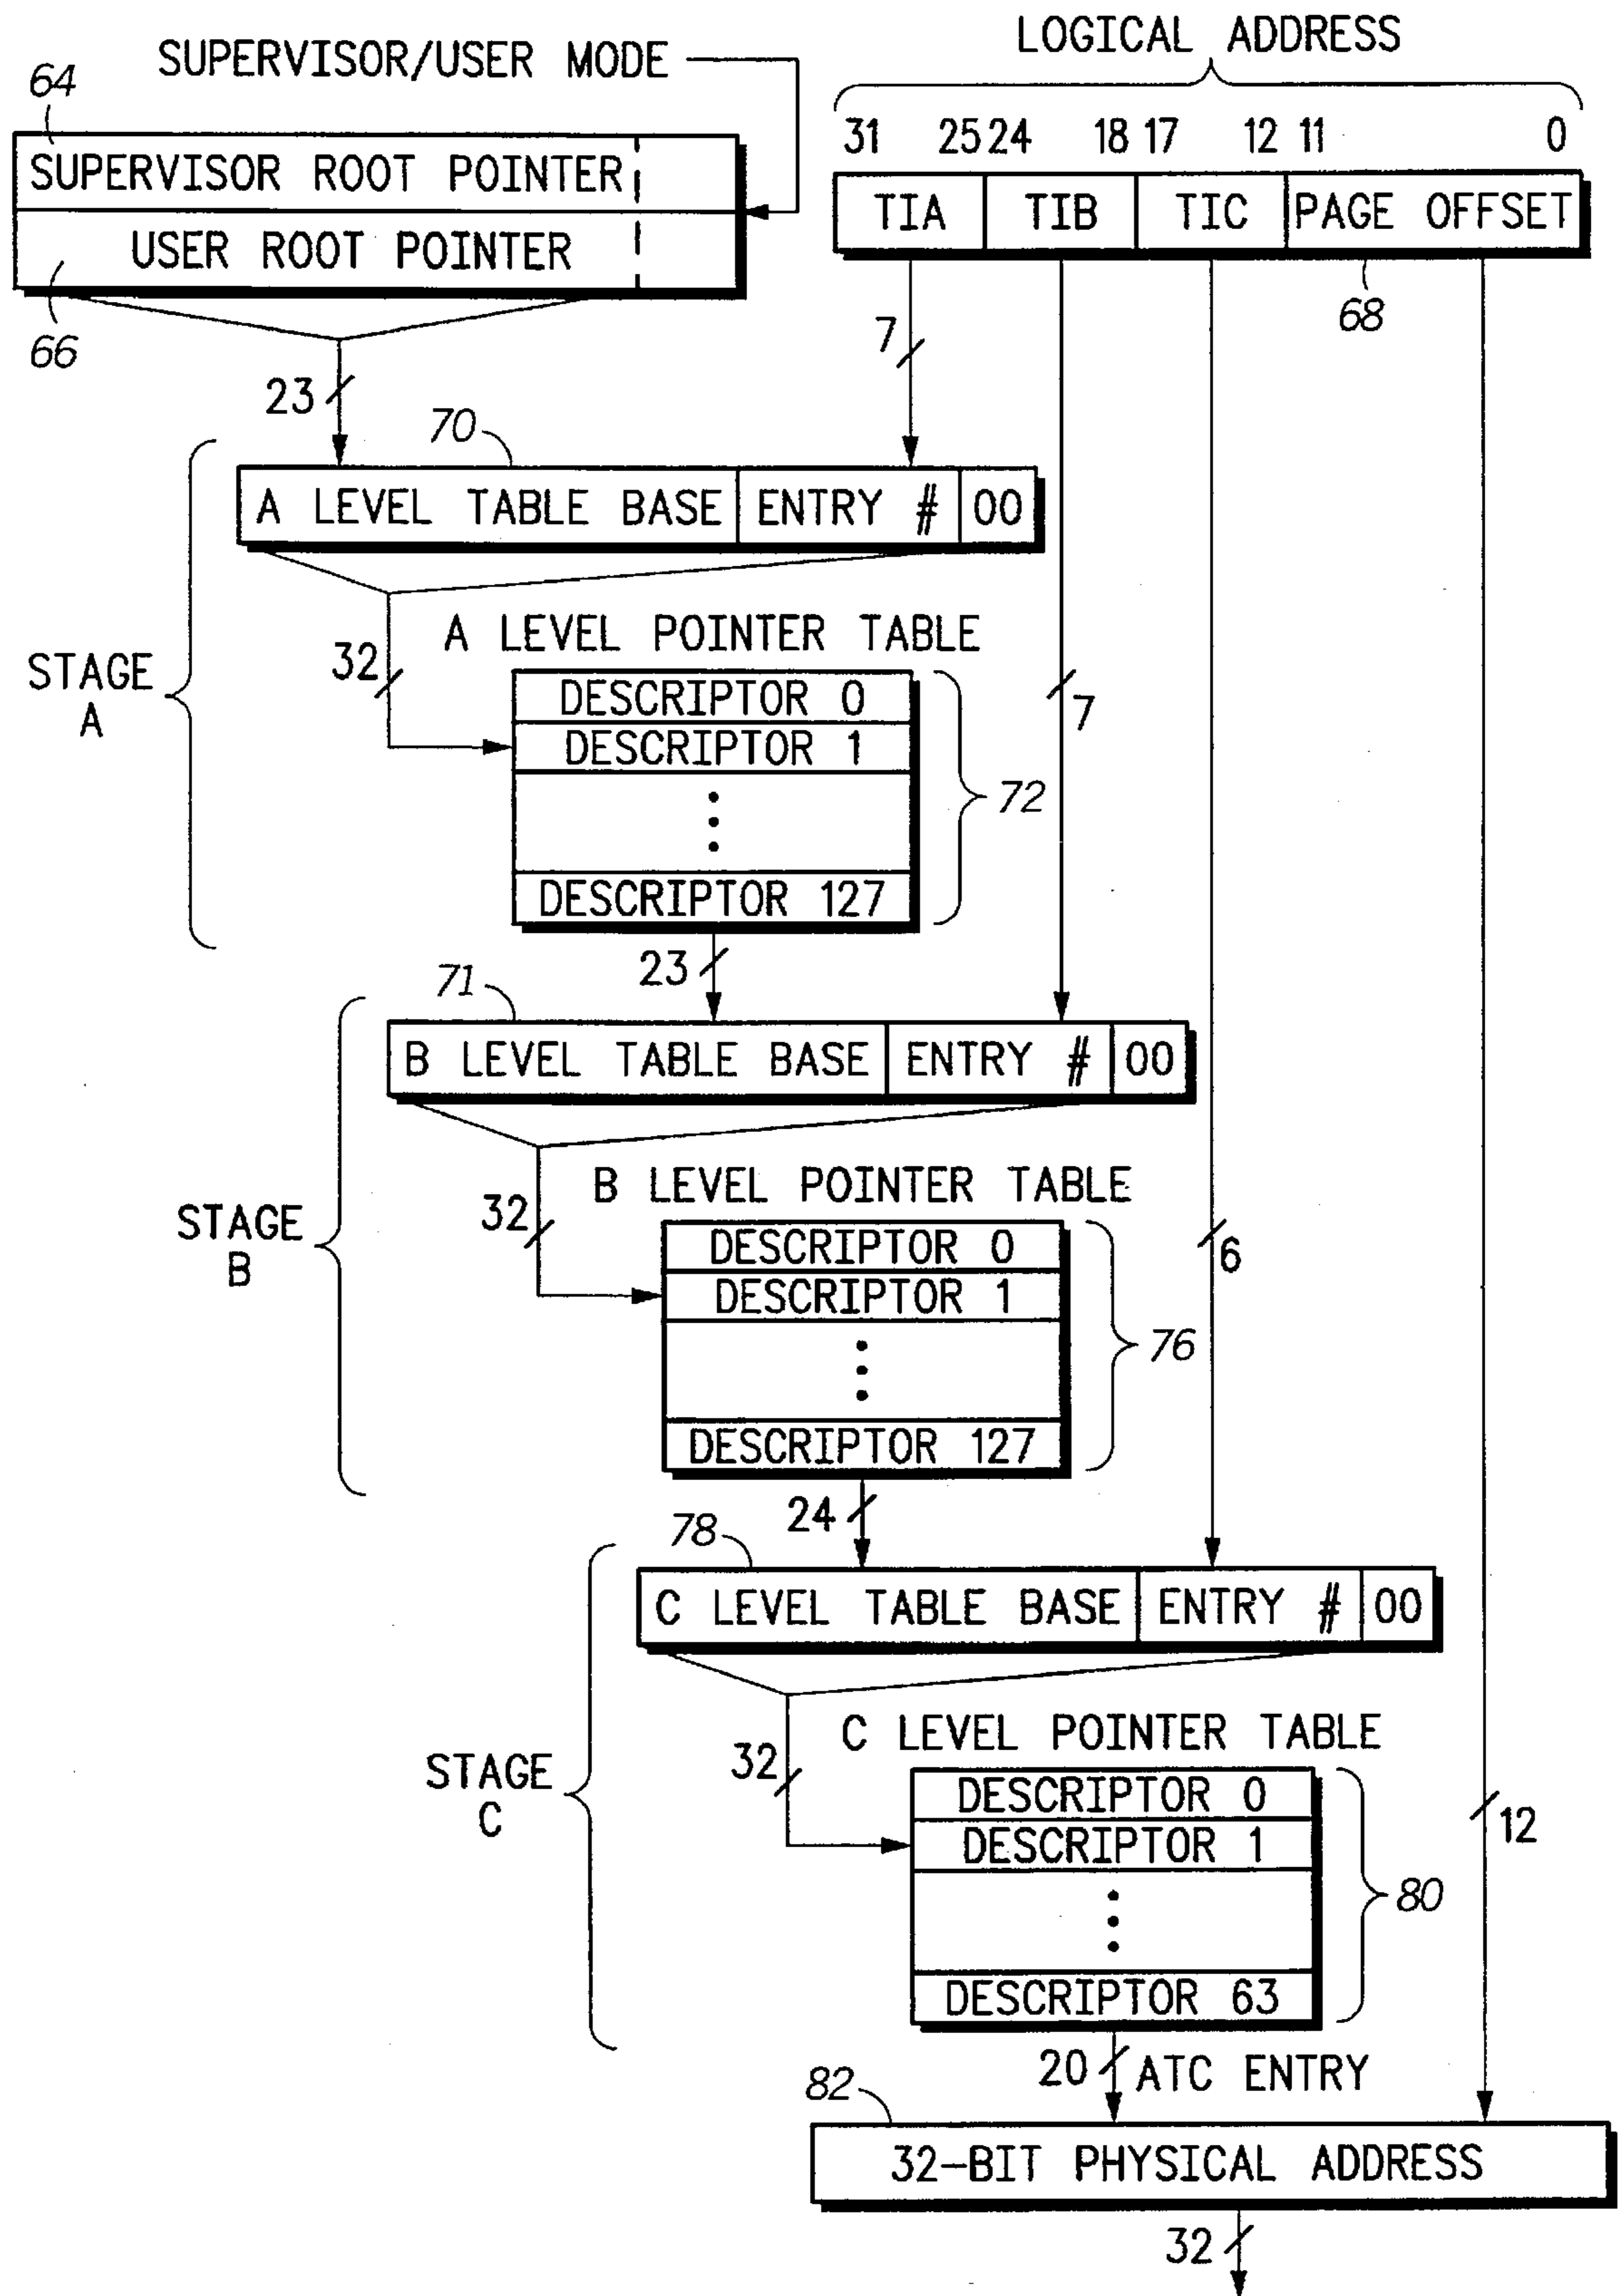 LOGICAL ADDRESS
SUPERVISOR/USER MODE
64
31 25 24 18 17 12 11 0
SUPERVISOR ROOT POINTER
TIA TIB TIC PAGE OFFSET
USER ROOT POINTER
66
68
7
23
70
A LEVEL TABLE BASE ENTRY # 00
STAGE
A
32
A LEVEL POINTER TABLE
DESCRIPTOR 0
DESCRIPTOR 1
DESCRIPTOR 127
72
7
23
71
B LEVEL TABLE BASE ENTRY # 00
STAGE
B
32
B LEVEL POINTER TABLE
DESCRIPTOR 0
DESCRIPTOR 1
DESCRIPTOR 127
76
6
24
78
C LEVEL TABLE BASE ENTRY # 00
STAGE
C
32
C LEVEL POINTER TABLE
DESCRIPTOR 0
DESCRIPTOR 1
DESCRIPTOR 63
80
12
20 ATC ENTRY
82
32-BIT PHYSICAL ADDRESS
32